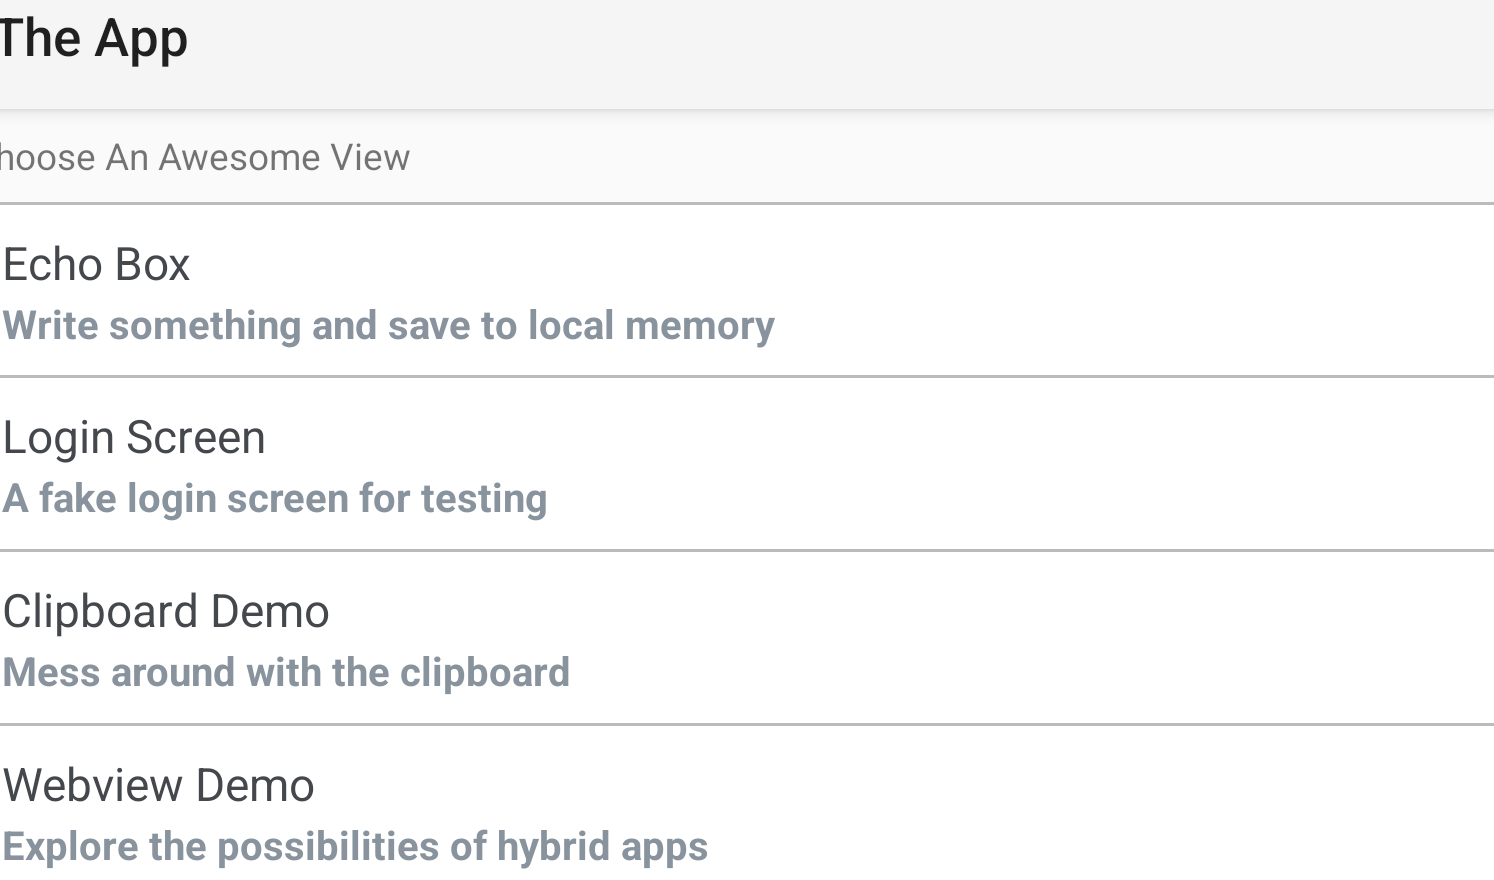 The App
hoose An Awesome View
Echo Box
Write something and save to local memory
Login Screen
A fake login screen for testing
Clipboard Demo
Mess around with the clipboard
Webview Demo
Explore the possibilities of hybrid apps